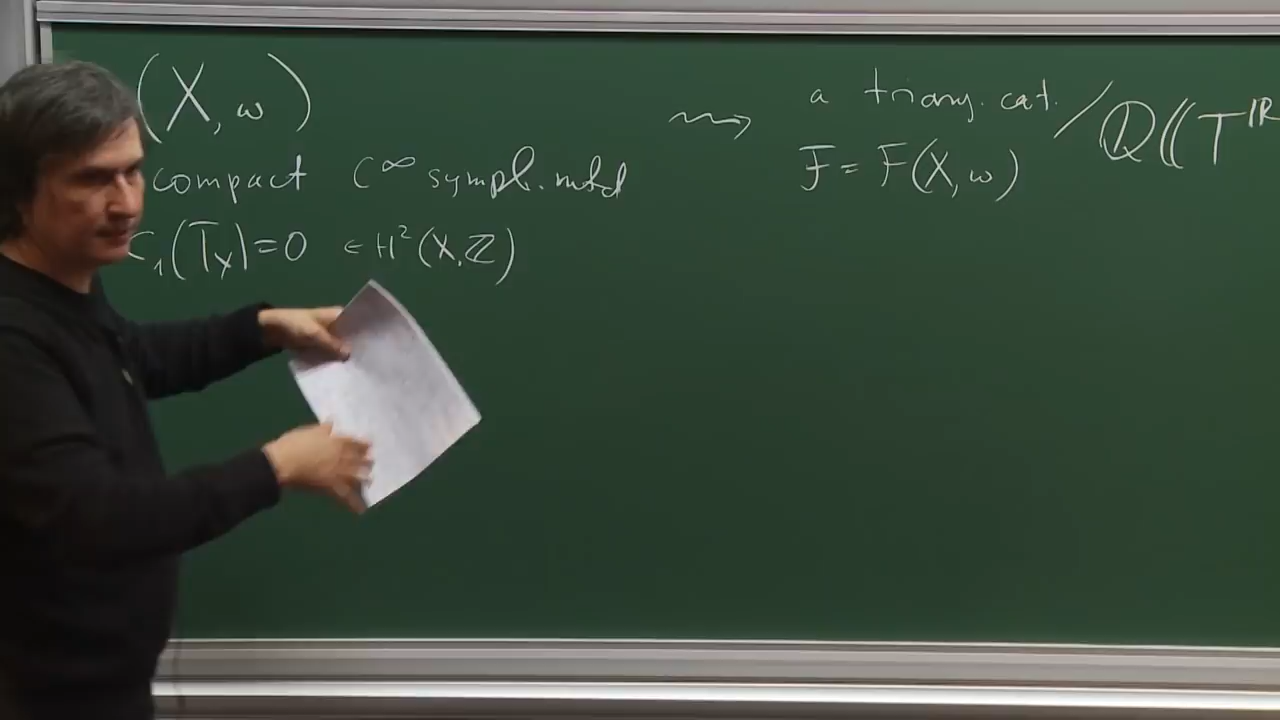 (X, ω)
compact C^∞ sympl. mfd
c₁(T_X)=0 ∈ H²(X,ℤ)
⇝ a triang. cat. / ℚ((T^ℝ
F = F(X, ω)